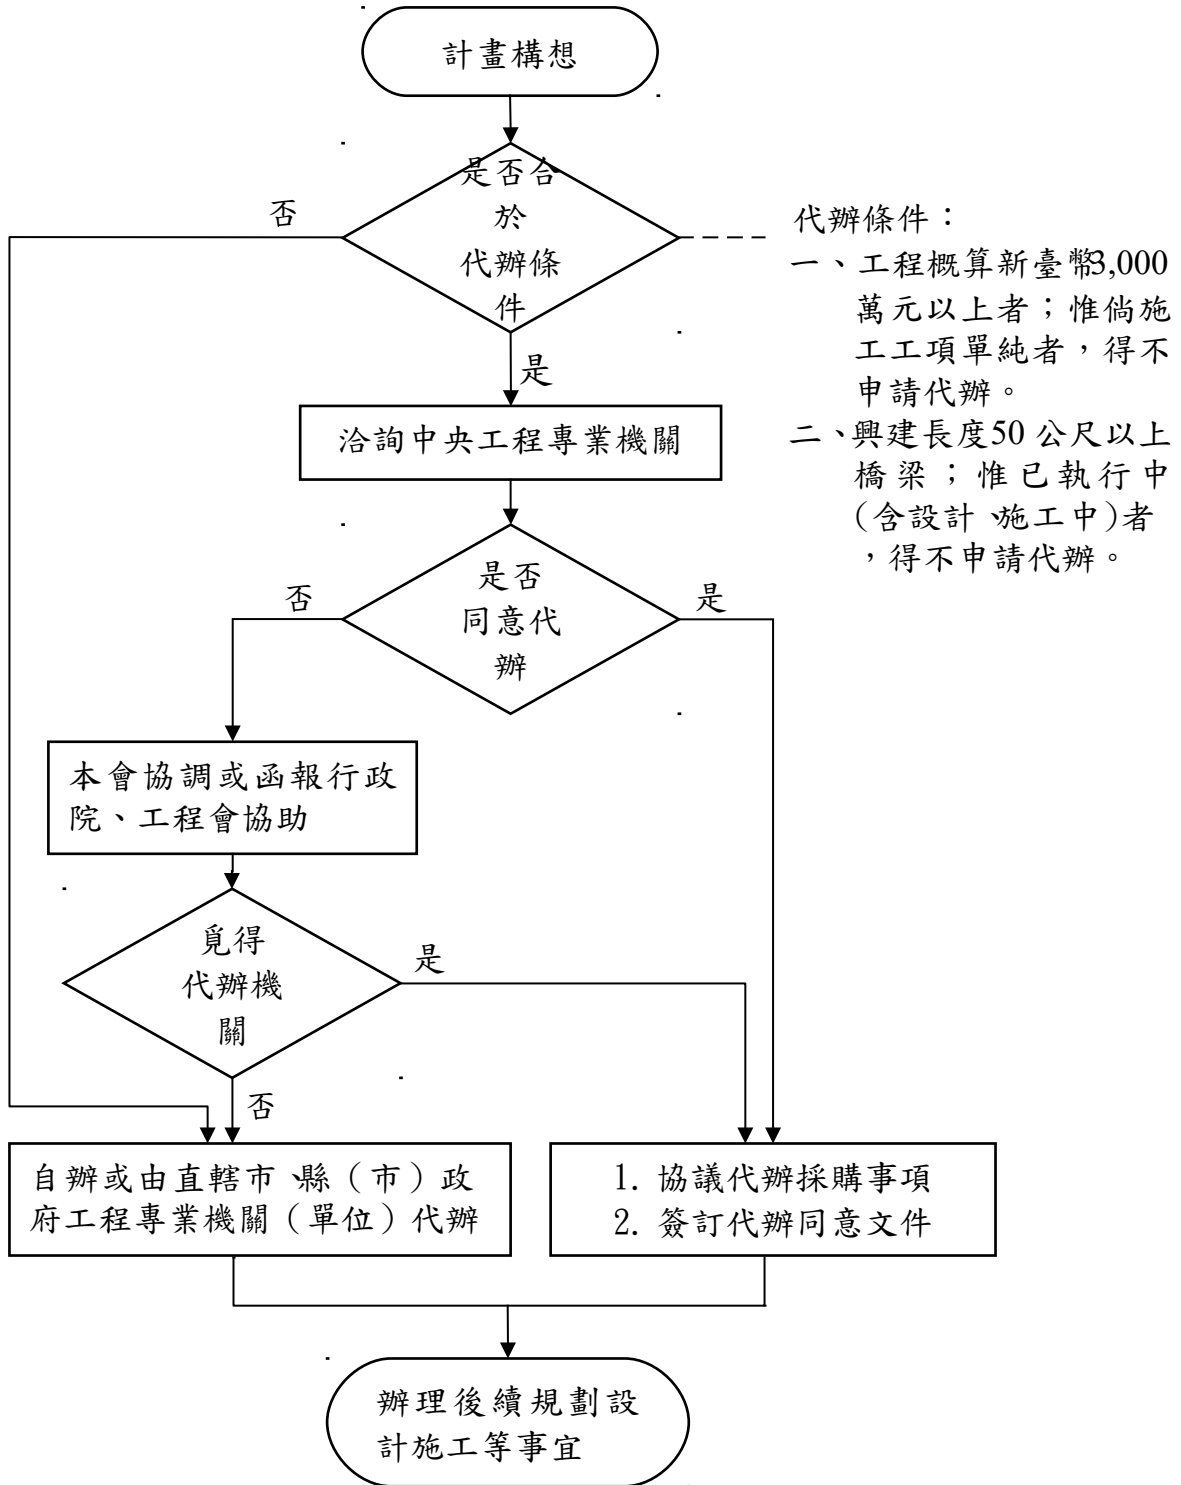 計畫構想
是否合
於
代辦條
件
否
是
代辦條件：
一、工程概算新臺幣3,000
萬元以上者；惟倘施
工工項單純者，得不
申請代辦。
二、興建長度50 公尺以上
橋梁；惟已執行中
(含設計、施工中)者
，得不申請代辦。
洽詢中央工程專業機關
是否
同意代
辦
否
是
本會協調或函報行政
院、工程會協助
覓得
代辦機
關
是
否
自辦或由直轄市、縣（市）政
府工程專業機關（單位）代辦
1. 協議代辦採購事項
2. 簽訂代辦同意文件
辦理後續規劃設
計施工等事宜